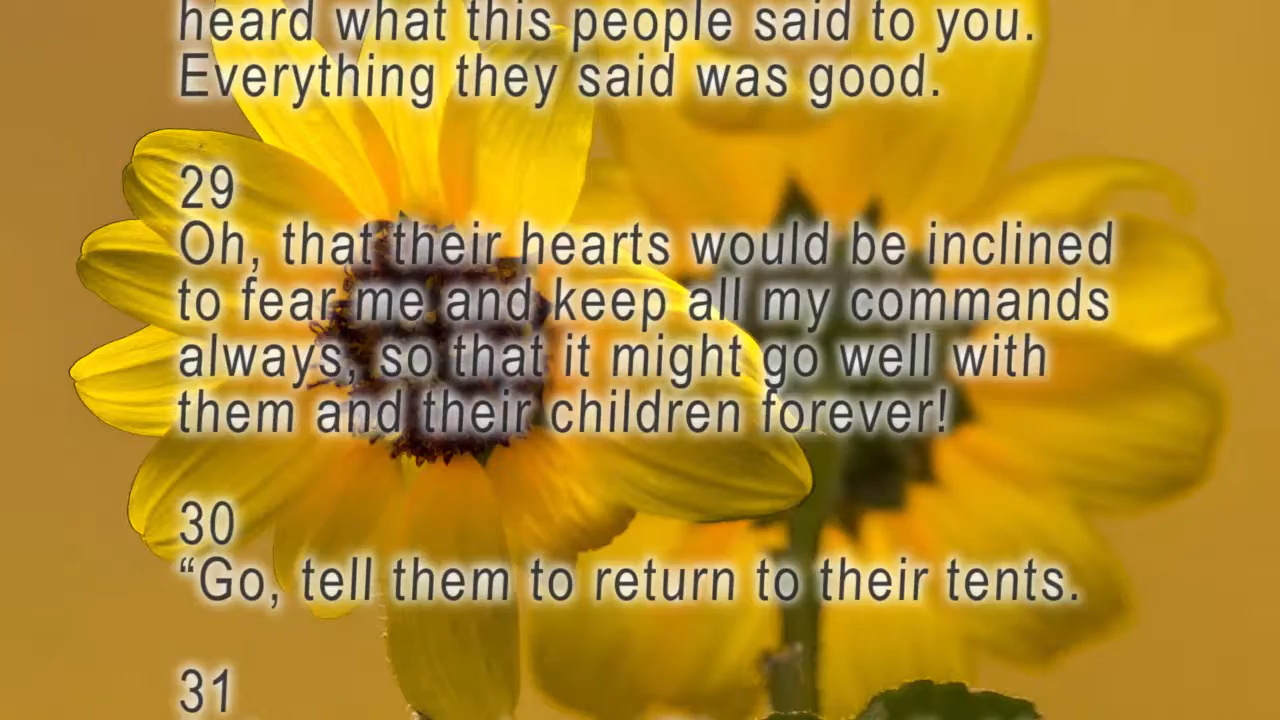 heard what this people said to you.
Everything they said was good.
29
Oh, that their hearts would be inclined
to fear me and keep all my commands
always, so that it might go well with
them and their children forever!
30
“Go, tell them to return to their tents.
31